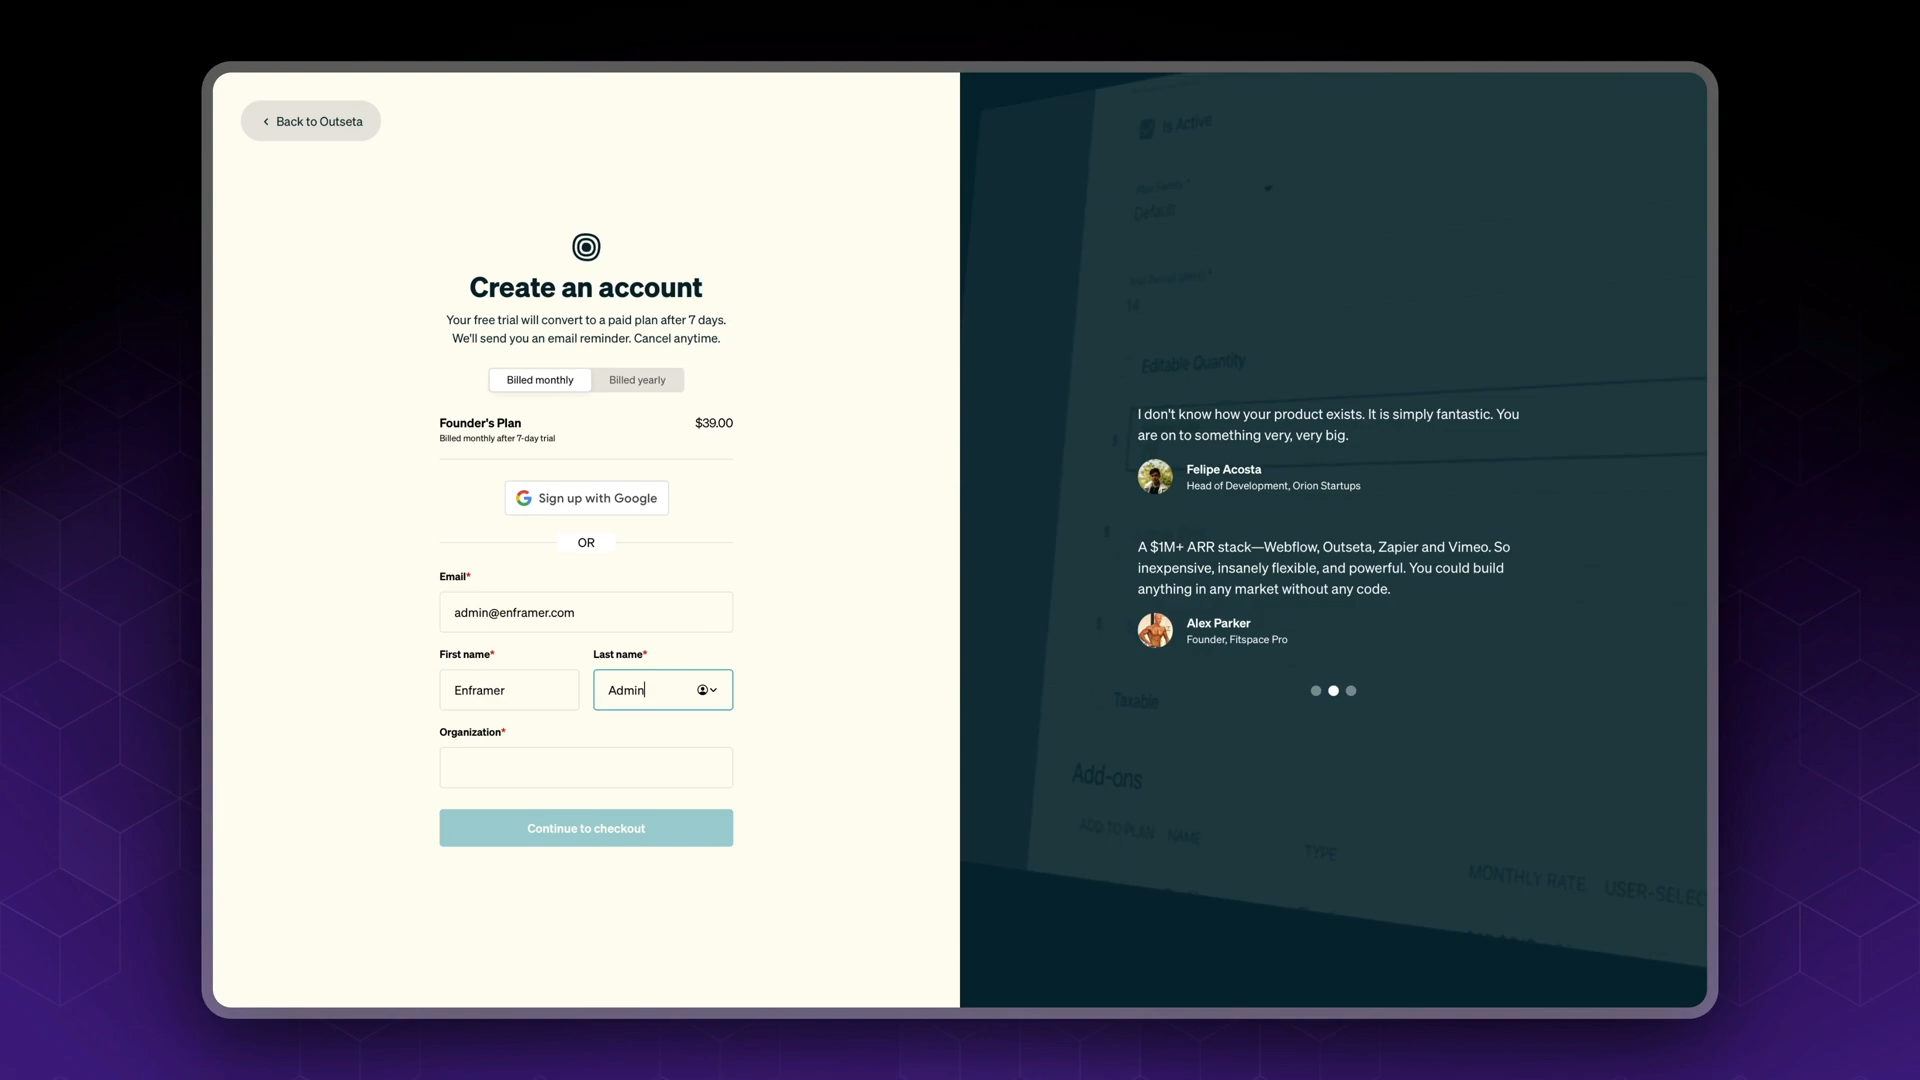 Back to Outseta
Create an account
Your free trial will convert to a paid plan after 7 days.
We'll send you an email reminder. Cancel anytime.
Billed monthly
Billed yearly
Founder's Plan
$39.00
Billed monthly after 7-day trial
Sign up with Google
OR
Email*
admin@enframer.com
First name*
Last name*
Enframer
Admin
Organization*
Continue to checkout
Is Active
Default
14
Editable Quantity
I don't know how your product exists. It is simply fantastic. You
are on to something very, very big.
Felipe Acosta
Head of Development, Orion Startups
A $1M+ ARR stack—Webflow, Outseta, Zapier and Vimeo. So
inexpensive, insanely flexible, and powerful. You could build
anything in any market without any code.
Alex Parker
Founder, Fitspace Pro
Taxable
Add-ons
ADD TO PLAN
NAME
TYPE
MONTHLY RATE